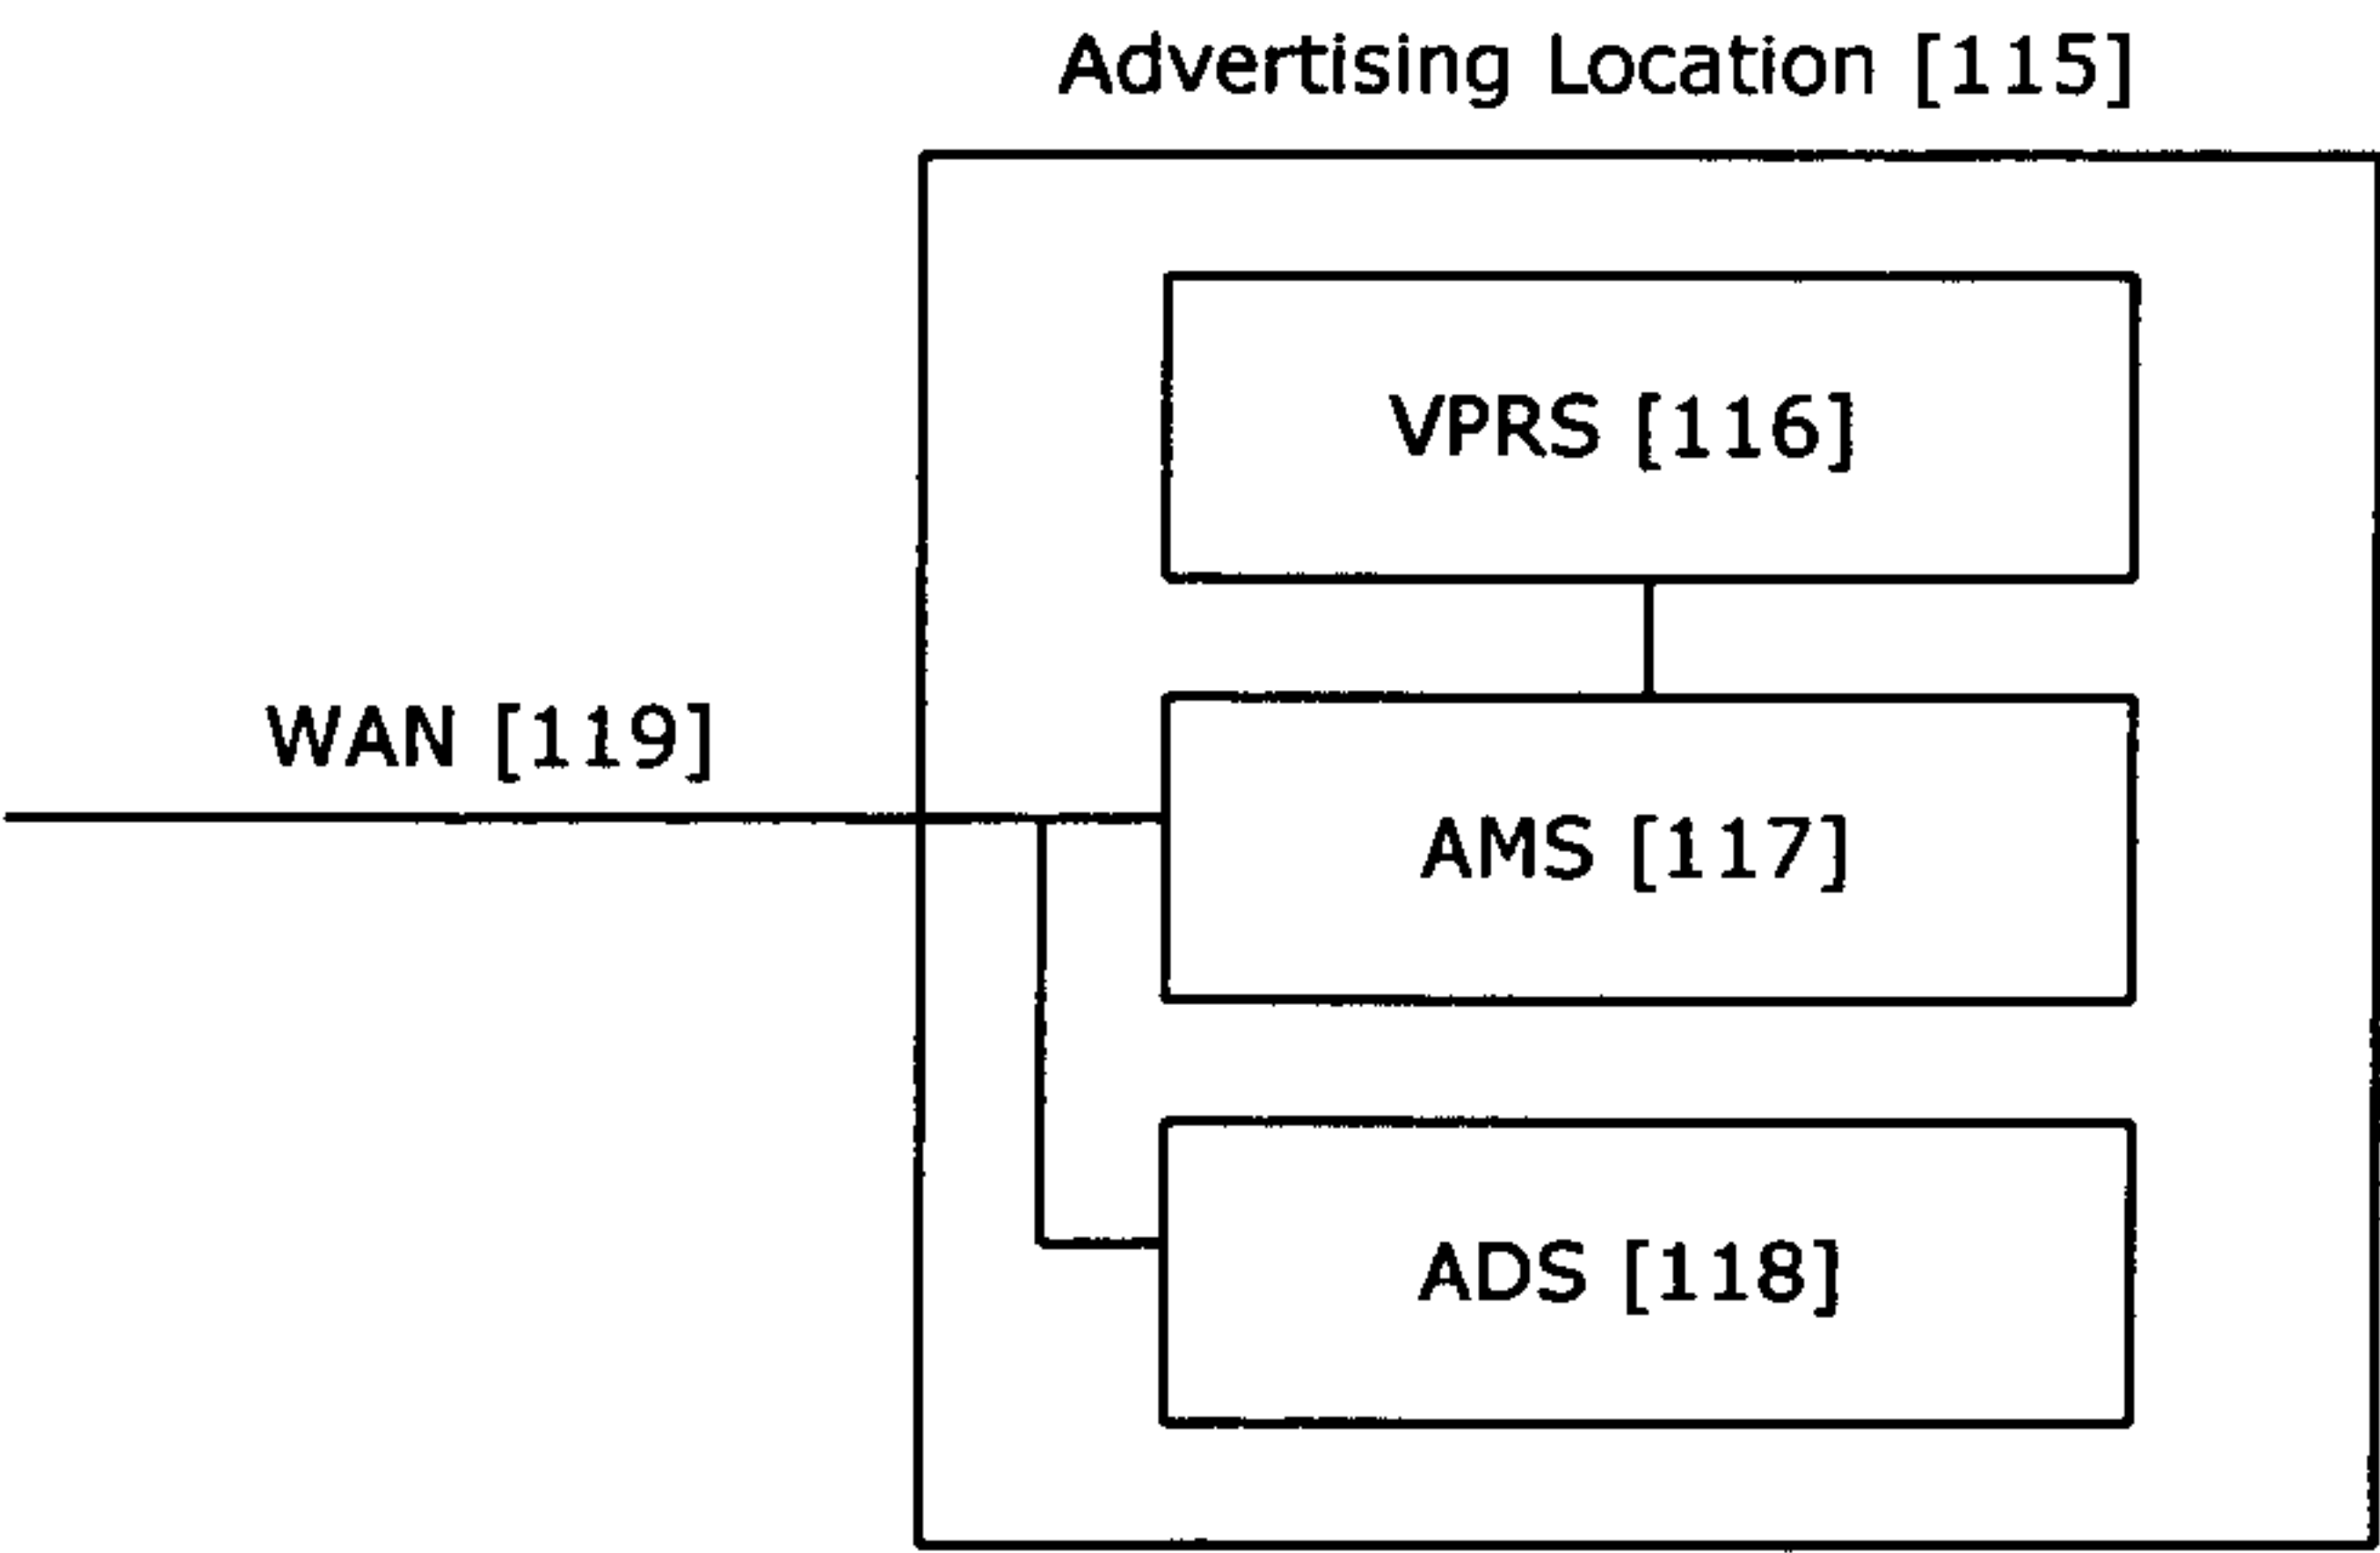 Advertising Location [115]
VPRS [116]
WAN [119]
AMS [117]
ADS [118]